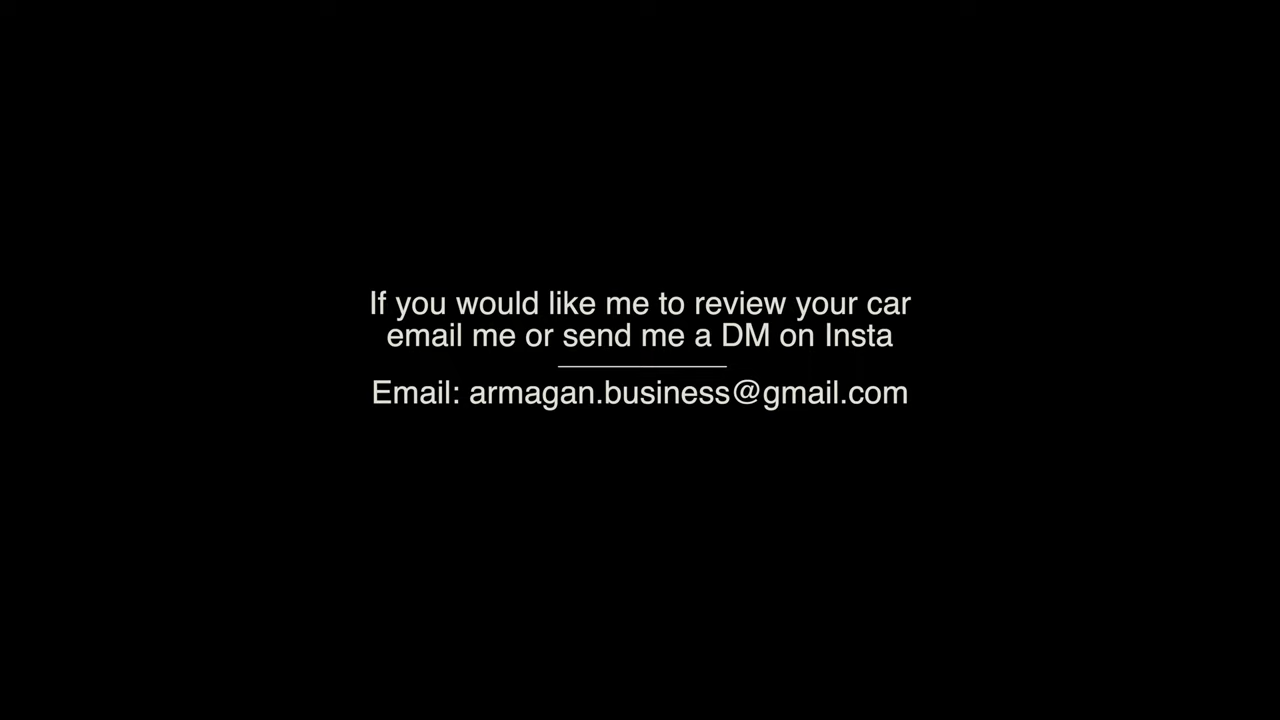 If you would like me to review your car
email me or send me a DM on Insta
Email: armagan.business@gmail.com